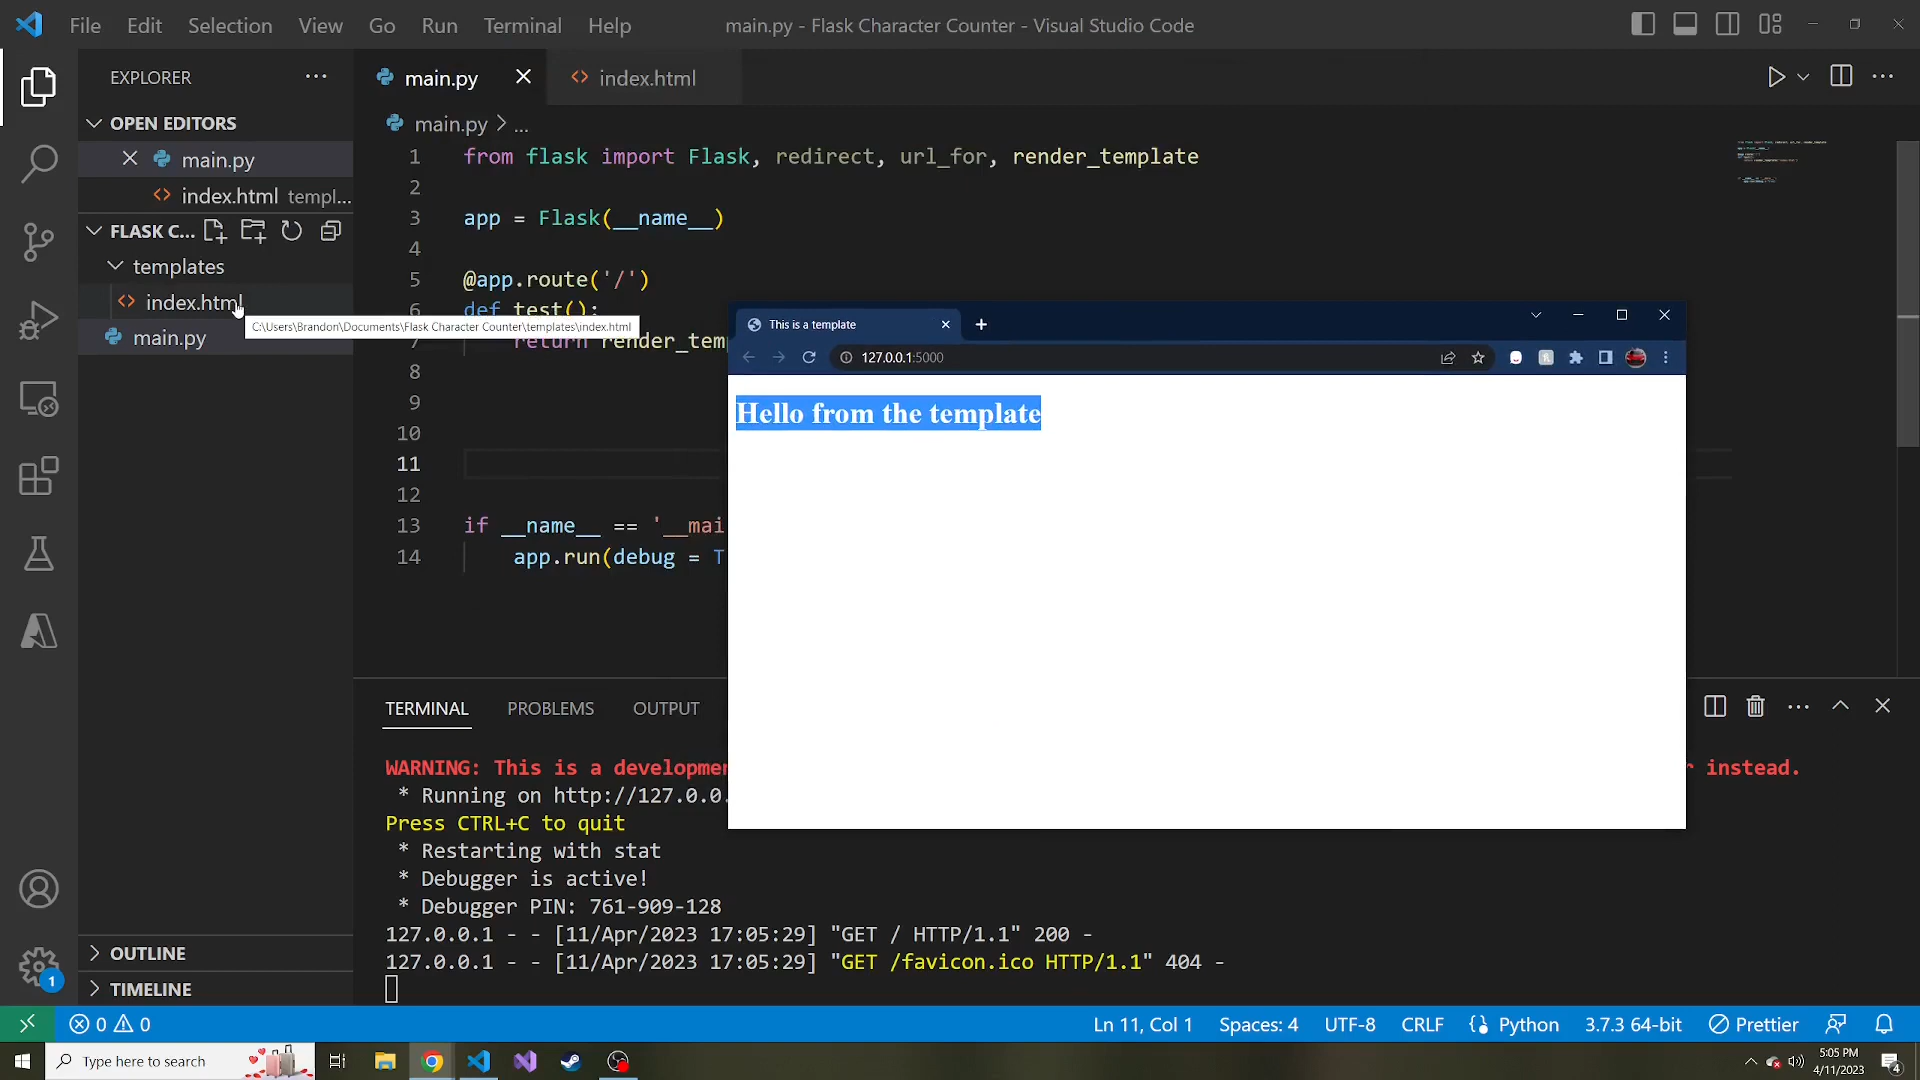 File Edit Selection View Go Run Terminal Help
main.py - Flask Character Counter - Visual Studio Code
EXPLORER
OPEN EDITORS
main.py
index.html templ...
FLASK C...
templates
index.html
main.py
C:\Users\Brandon\Documents\Flask Character Counter\templates\index.html
OUTLINE
TIMELINE
main.py
index.html
main.py > ...
1 from flask import Flask, redirect, url_for, render_template
2
3 app = Flask(__name__)
4
5 @app.route('/')
6 def test():
7 return render_tem
8
9
10
11
12
13 if __name__ == '__mai
14 app.run(debug = T
This is a template
127.0.0.1:5000
Hello from the template
TERMINAL PROBLEMS OUTPUT
WARNING: This is a developmen
r instead.
* Running on http://127.0.0.
Press CTRL+C to quit
* Restarting with stat
* Debugger is active!
* Debugger PIN: 761-909-128
127.0.0.1 - - [11/Apr/2023 17:05:29] "GET / HTTP/1.1" 200 -
127.0.0.1 - - [11/Apr/2023 17:05:29] "GET /favicon.ico HTTP/1.1" 404 -
1
0 0
Ln 11, Col 1 Spaces: 4 UTF-8 CRLF Python 3.7.3 64-bit Prettier
Type here to search
5:05 PM
4/11/2023
4